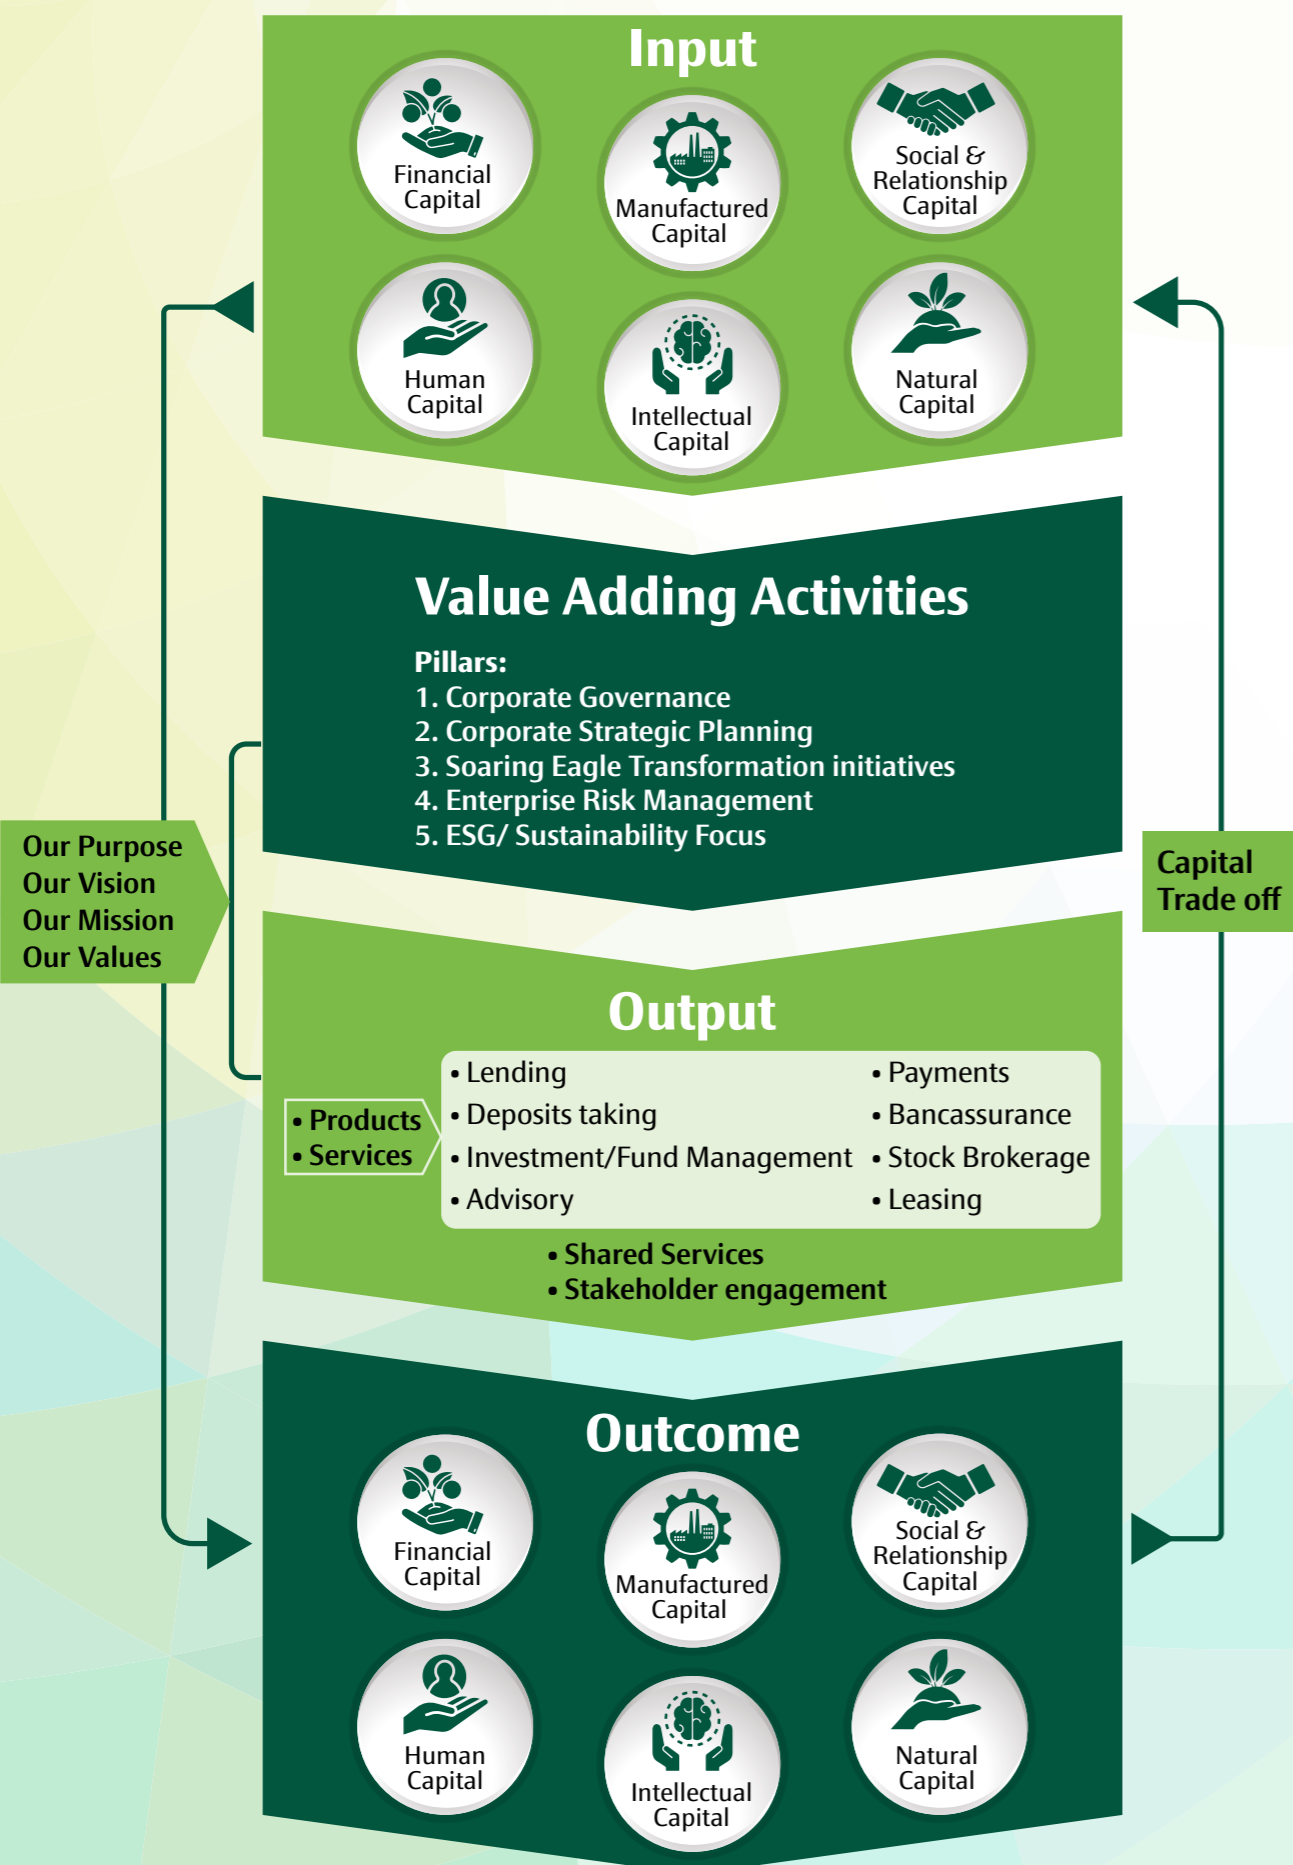 Input
Financial
Capital
Manufactured
Capital
Social &
Relationship
Capital
Human
Capital
Intellectual
Capital
Natural
Capital
Value Adding Activities
Pillars:
1. Corporate Governance
2. Corporate Strategic Planning
3. Soaring Eagle Transformation initiatives
4. Enterprise Risk Management
5. ESG/ Sustainability Focus
Our Purpose
Our Vision
Our Mission
Our Values
Capital
Trade off
Output
• Products
• Services
• Lending
• Deposits taking
• Investment/Fund Management
• Advisory
• Payments
• Bancassurance
• Stock Brokerage
• Leasing
• Shared Services
• Stakeholder engagement
Outcome
Financial
Capital
Manufactured
Capital
Social &
Relationship
Capital
Human
Capital
Intellectual
Capital
Natural
Capital